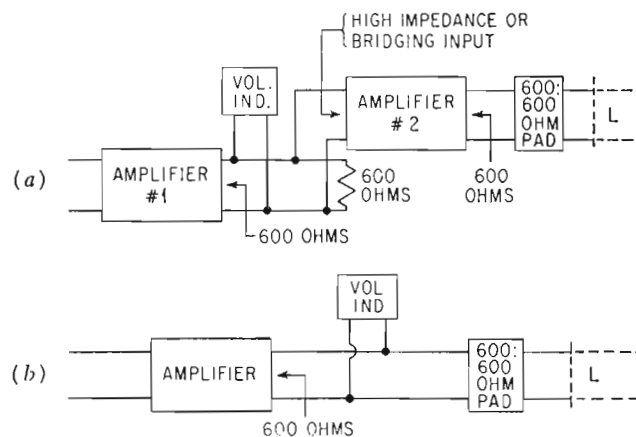 HIGH IMPEDANCE OR
BRIDGING INPUT
VOL.
IND.
AMPLIFIER
#2
600:
600
OHM
PAD
L
(a)
AMPLIFIER
#1
600
OHMS
600
OHMS
600 OHMS
VOL
IND
(b)
AMPLIFIER
600:
600
OHM
PAD
L
600 OHMS